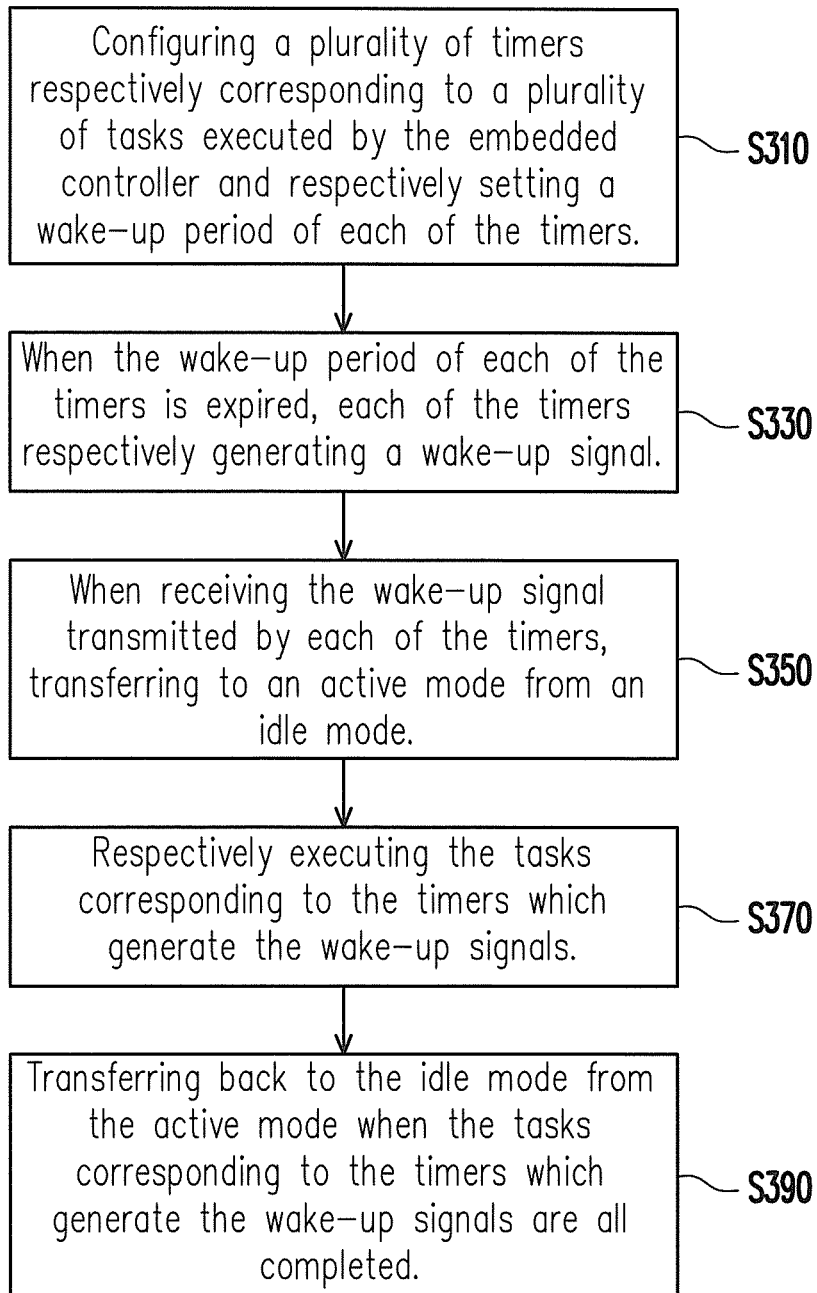 Configuring a plurality of timers
respectively corresponding to a plurality
of tasks executed by the embedded
controller and respectively setting a
wake-up period of each of the timers.
S310
When the wake-up period of each of the
timers is expired, each of the timers
respectively generating a wake-up signal.
S330
When receiving the wake-up signal
transmitted by each of the timers,
transferring to an active mode from an
idle mode.
S350
Respectively executing the tasks
corresponding to the timers which
generate the wake-up signals.
S370
Transferring back to the idle mode from
the active mode when the tasks
corresponding to the timers which
generate the wake-up signals are all
completed.
S390